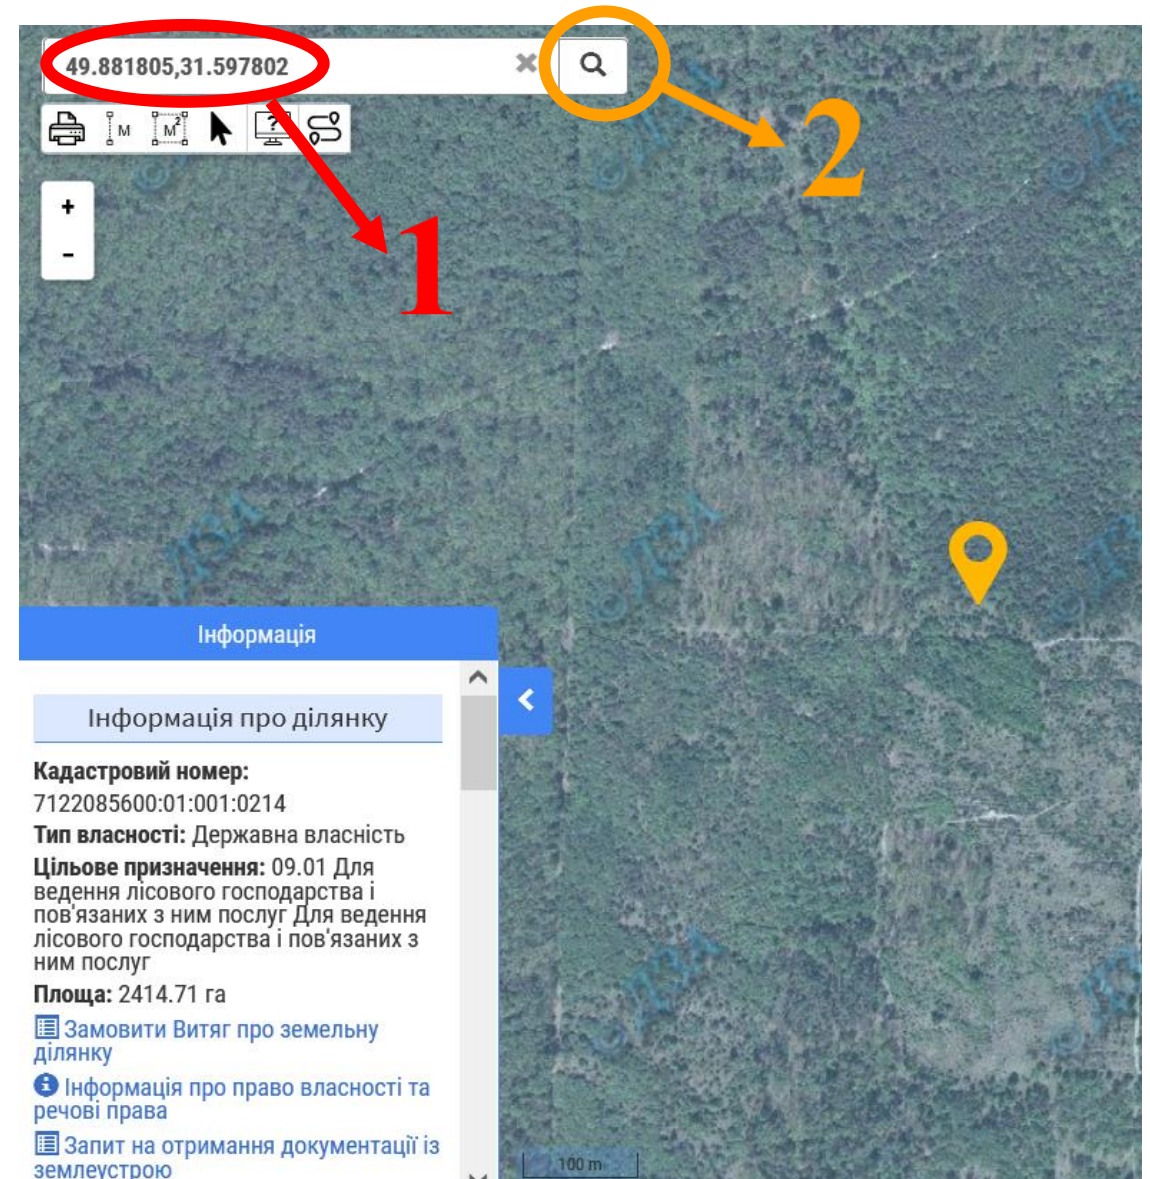 49.881805,31.597802
2
M M²
?
+
1
-
© ЛЗА
Інформація
Інформація про ділянку
Кадастровий номер:
7122085600:01:001:0214
Тип власності: Державна власність
Цільове призначення: 09.01 Для
ведення лісового господарства і
пов'язаних з ним послуг Для ведення
лісового господарства і пов'язаних з
ним послуг
Площа: 2414.71 га
Замовити Витяг про земельну
ділянку
Інформація про право власності та
речові права
Запит на отримання документації із
землеустрою
100 m